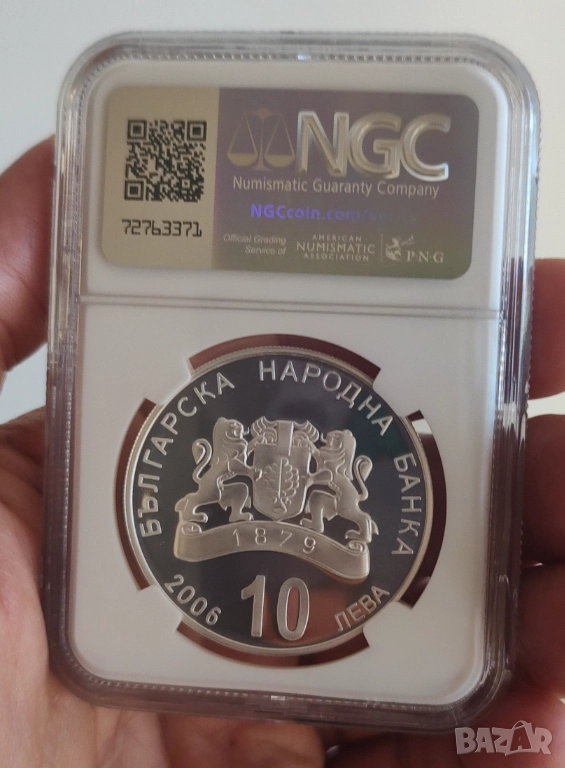 NGC
Numismatic Guaranty Company
NGCcoin.com
72763371
Official Grading
Service of
AMERICAN
NUMISMATIC
ASSOCIATION
PNG
БЪЛГАРСКА НАРОДНА БАНКА
1879
2006
10
ЛЕВА
BAZAR